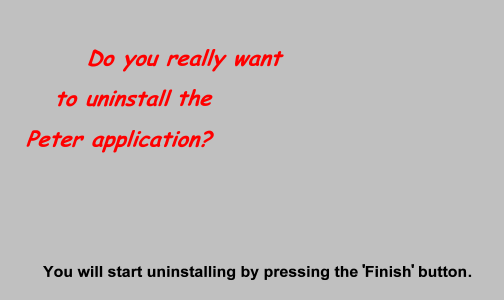 Do you really want
to uninstall the
Peter application?
You will start uninstalling by pressing the 'Finish' button.